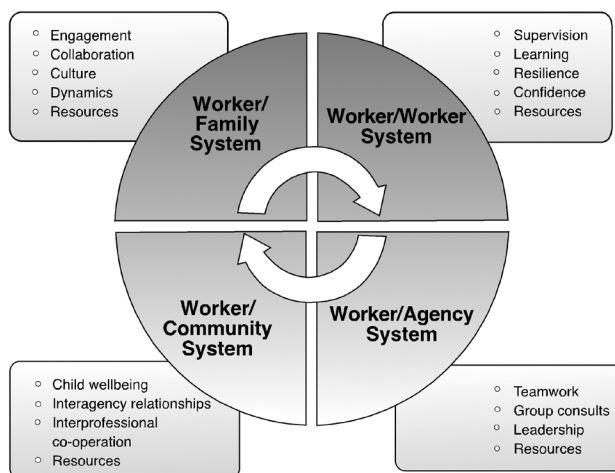 Engagement
Collaboration
Culture
Dynamics
Resources
Supervision
Learning
Resilience
Confidence
Resources
Worker/
Family
System
Worker/Worker
System
Worker/
Community
System
Worker/Agency
System
Child wellbeing
Interagency relationships
Interprofessional
co-operation
Resources
Teamwork
Group consults
Leadership
Resources